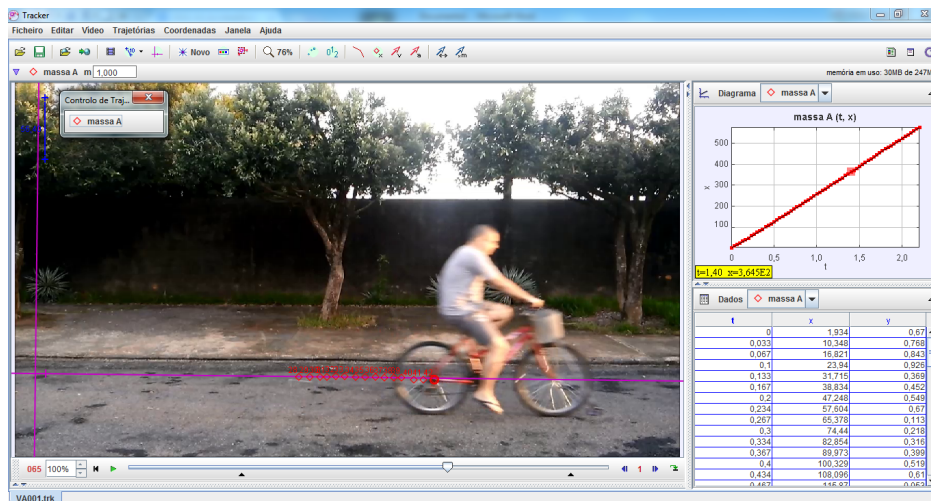 Tracker
Ficheiro Editar Video Trajetórias Coordenadas Janela Ajuda
Novo 76%
massa A m 1,000 memória em uso: 30MB de 247M
Controlo de Traj...
massa A
Diagrama massa A
massa A (t, x)
500
400
300
200
100
x
0 0,5 1,0 1,5 2,0
t
t=1,40 x=3,645E2
Dados massa A
t x y
0 1,934 0,67
0,033 10,348 0,768
0,067 16,821 0,843
0,1 23,94 0,926
0,133 31,715 0,369
0,167 38,834 0,452
0,2 47,248 0,549
0,234 57,604 0,67
0,267 65,378 0,113
0,3 74,44 0,218
0,334 82,854 0,316
0,367 89,973 0,399
0,4 100,329 0,519
0,434 108,096 0,61
065 100% 1
VA001.trk